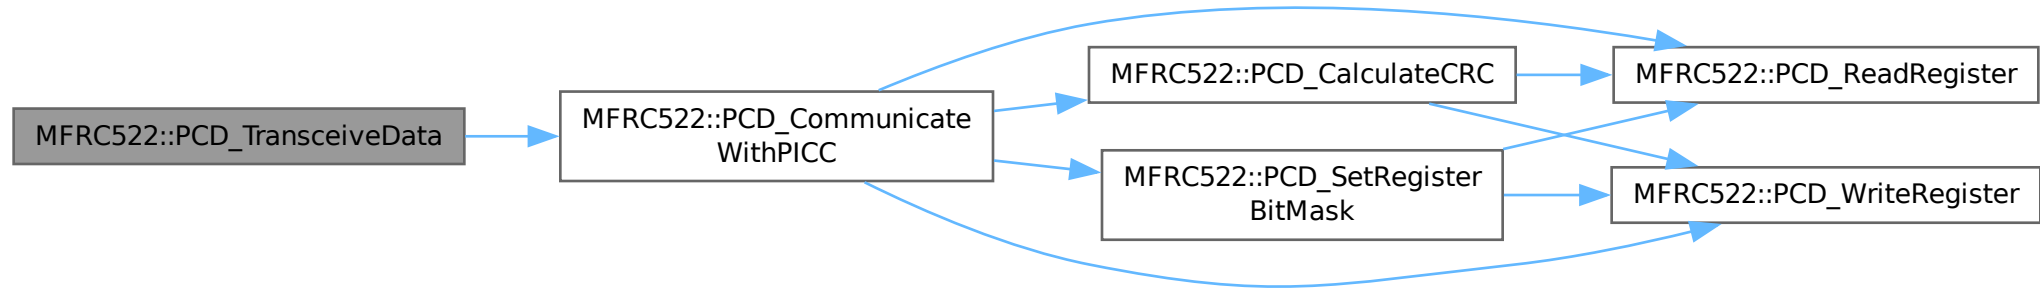 MFRC522::PCD_TransceiveData
MFRC522::PCD_Communicate
WithPICC
MFRC522::PCD_CalculateCRC
MFRC522::PCD_SetRegister
BitMask
MFRC522::PCD_ReadRegister
MFRC522::PCD_WriteRegister